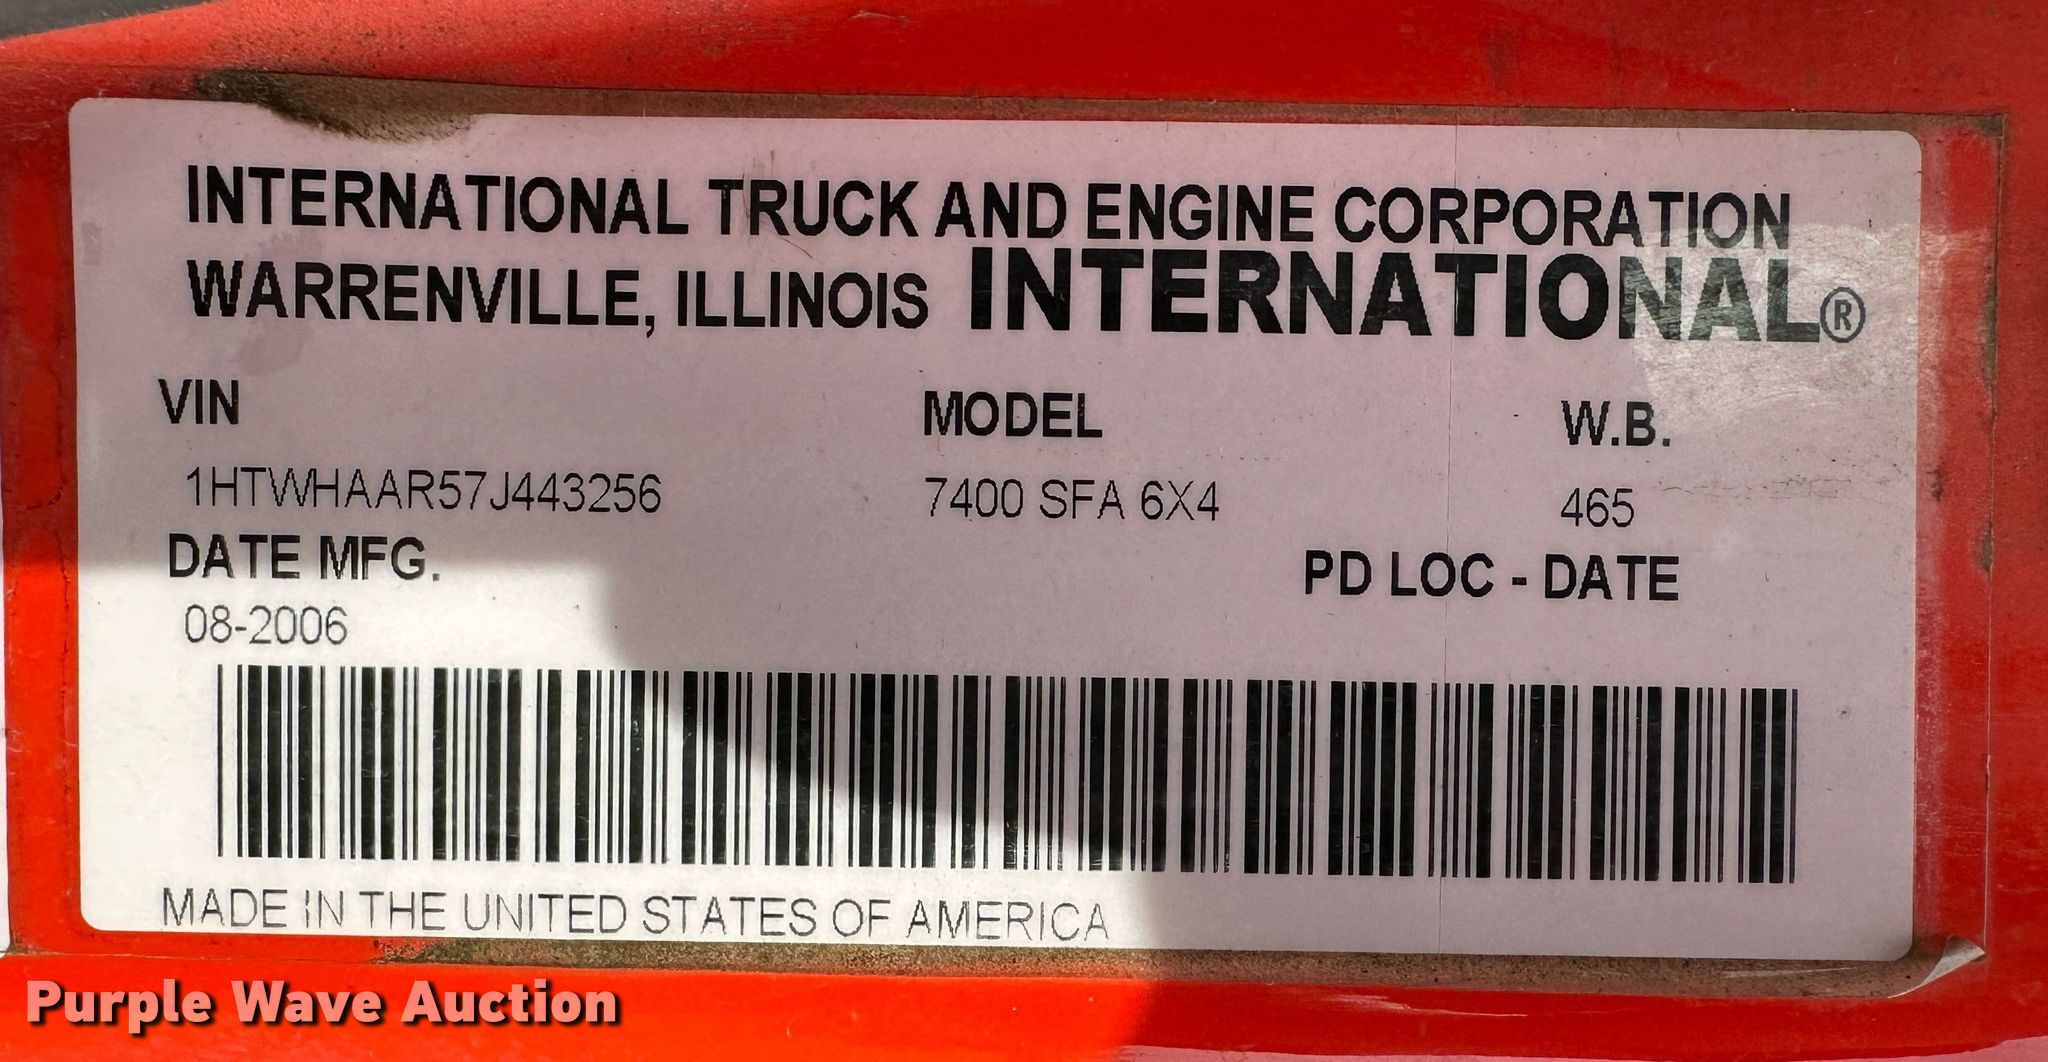 INTERNATIONAL TRUCK AND ENGINE CORPORATION
WARRENVILLE, ILLINOIS INTERNATIONAL®
VIN MODEL W.B.
1HTWHAAR57J443256 7400 SFA 6X4 465
DATE MFG. PD LOC - DATE
08-2006
MADE IN THE UNITED STATES OF AMERICA
Purple Wave Auction